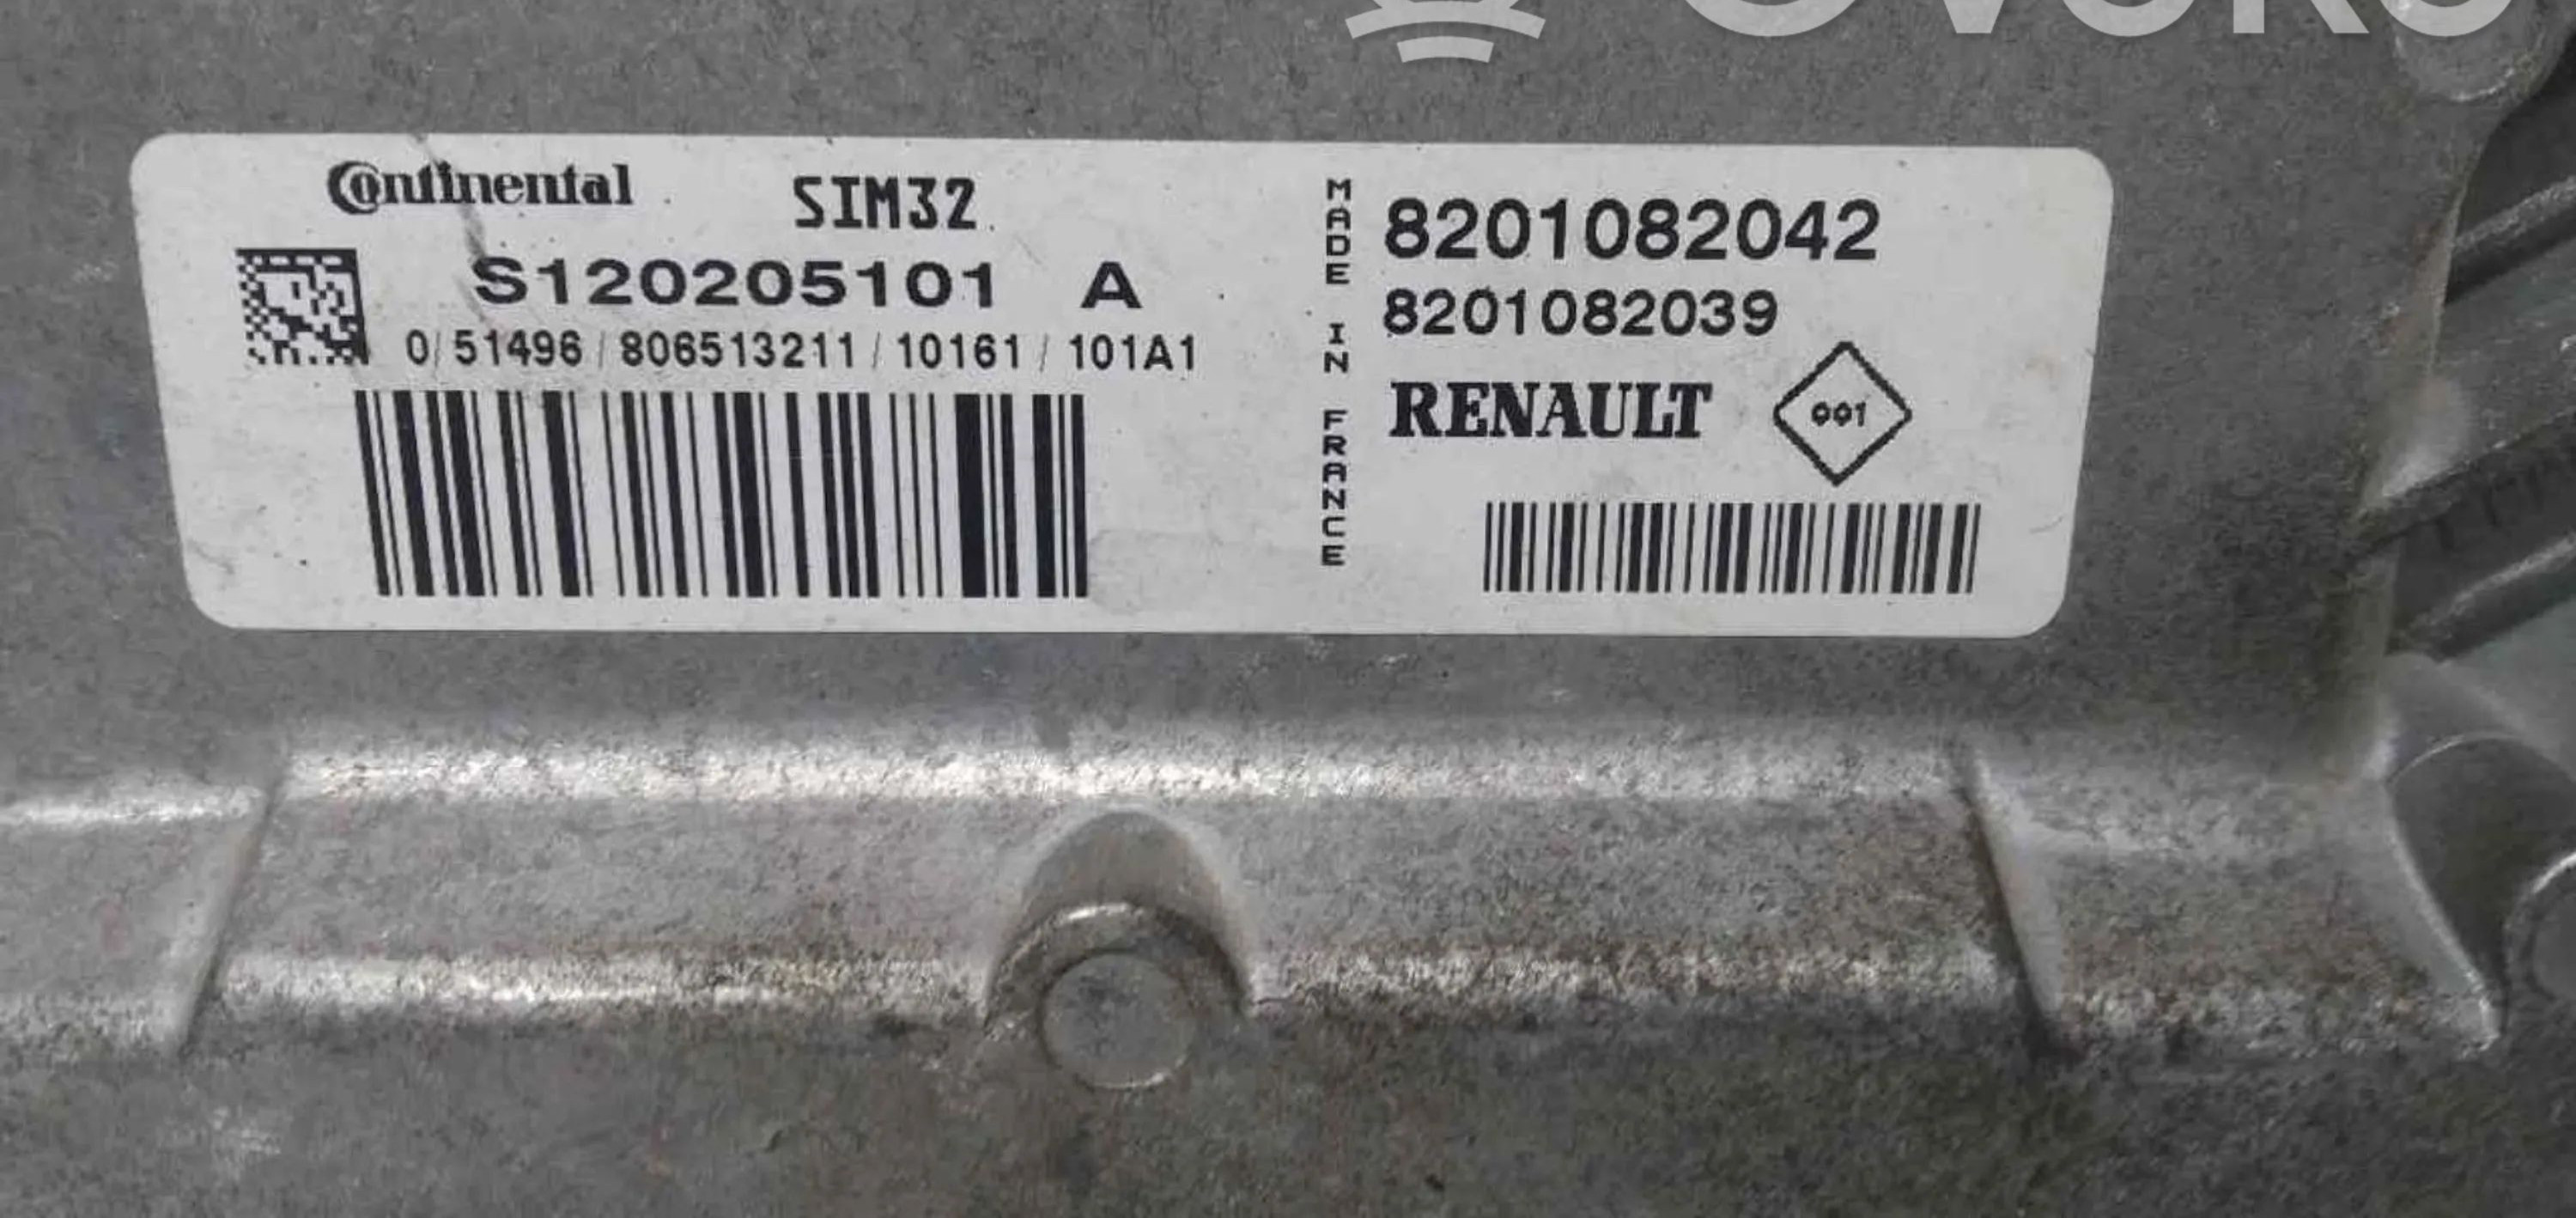 Continental SIM32
S120205101 A
0/51496/806513211/10161/101A1
MADE IN FRANCE
8201082042
8201082039
RENAULT 001